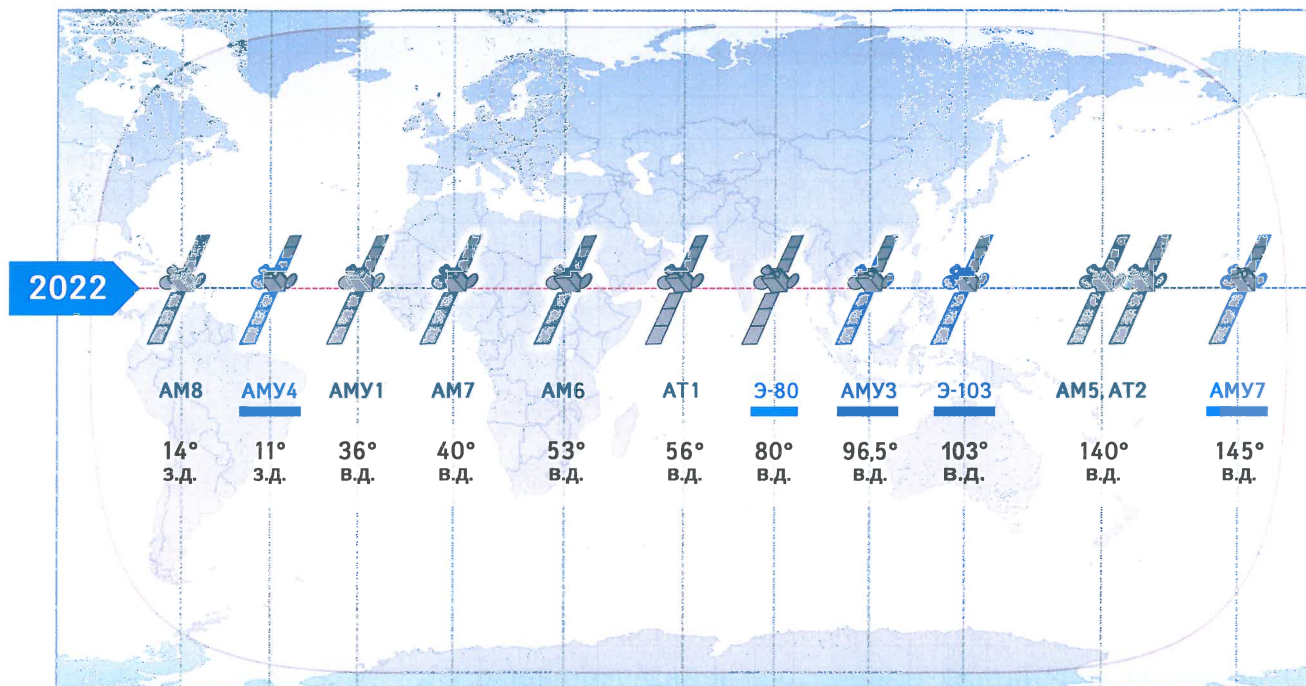 2022
АМ8 АМУ4 АМУ1 АМ7 АМ6 АТ1 Э-80 АМУ3 Э-103 АМ5, АТ2 АМУ7
14° 11° 36° 40° 53° 56° 80° 96,5° 103° 140° 145°
з.д. з.д. в.д. в.д. в.д. в.д. в.д. в.д. в.д. в.д. в.д.